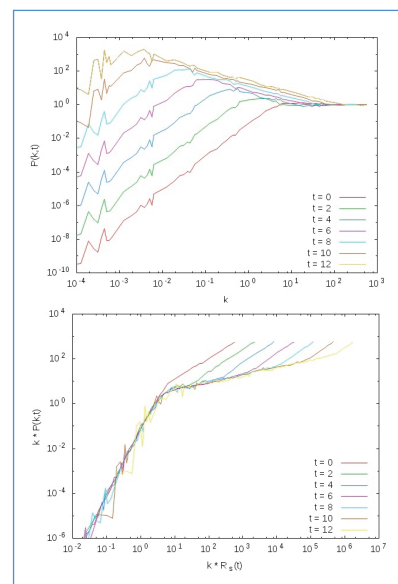 10^4
10^2
10^0
10^-2
10^-4
10^-6
10^-8
10^-10
P(k,t)
t = 0
t = 2
t = 4
t = 6
t = 8
t = 10
t = 12
10^-4 10^-3 10^-2 10^-1 10^0 10^1 10^2 10^3
k
10^4
10^2
10^0
10^-2
10^-4
10^-6
k * P(k,t)
t = 0
t = 2
t = 4
t = 6
t = 8
t = 10
t = 12
10^-2 10^-1 10^0 10^1 10^2 10^3 10^4 10^5 10^6 10^7
k * R_s(t)